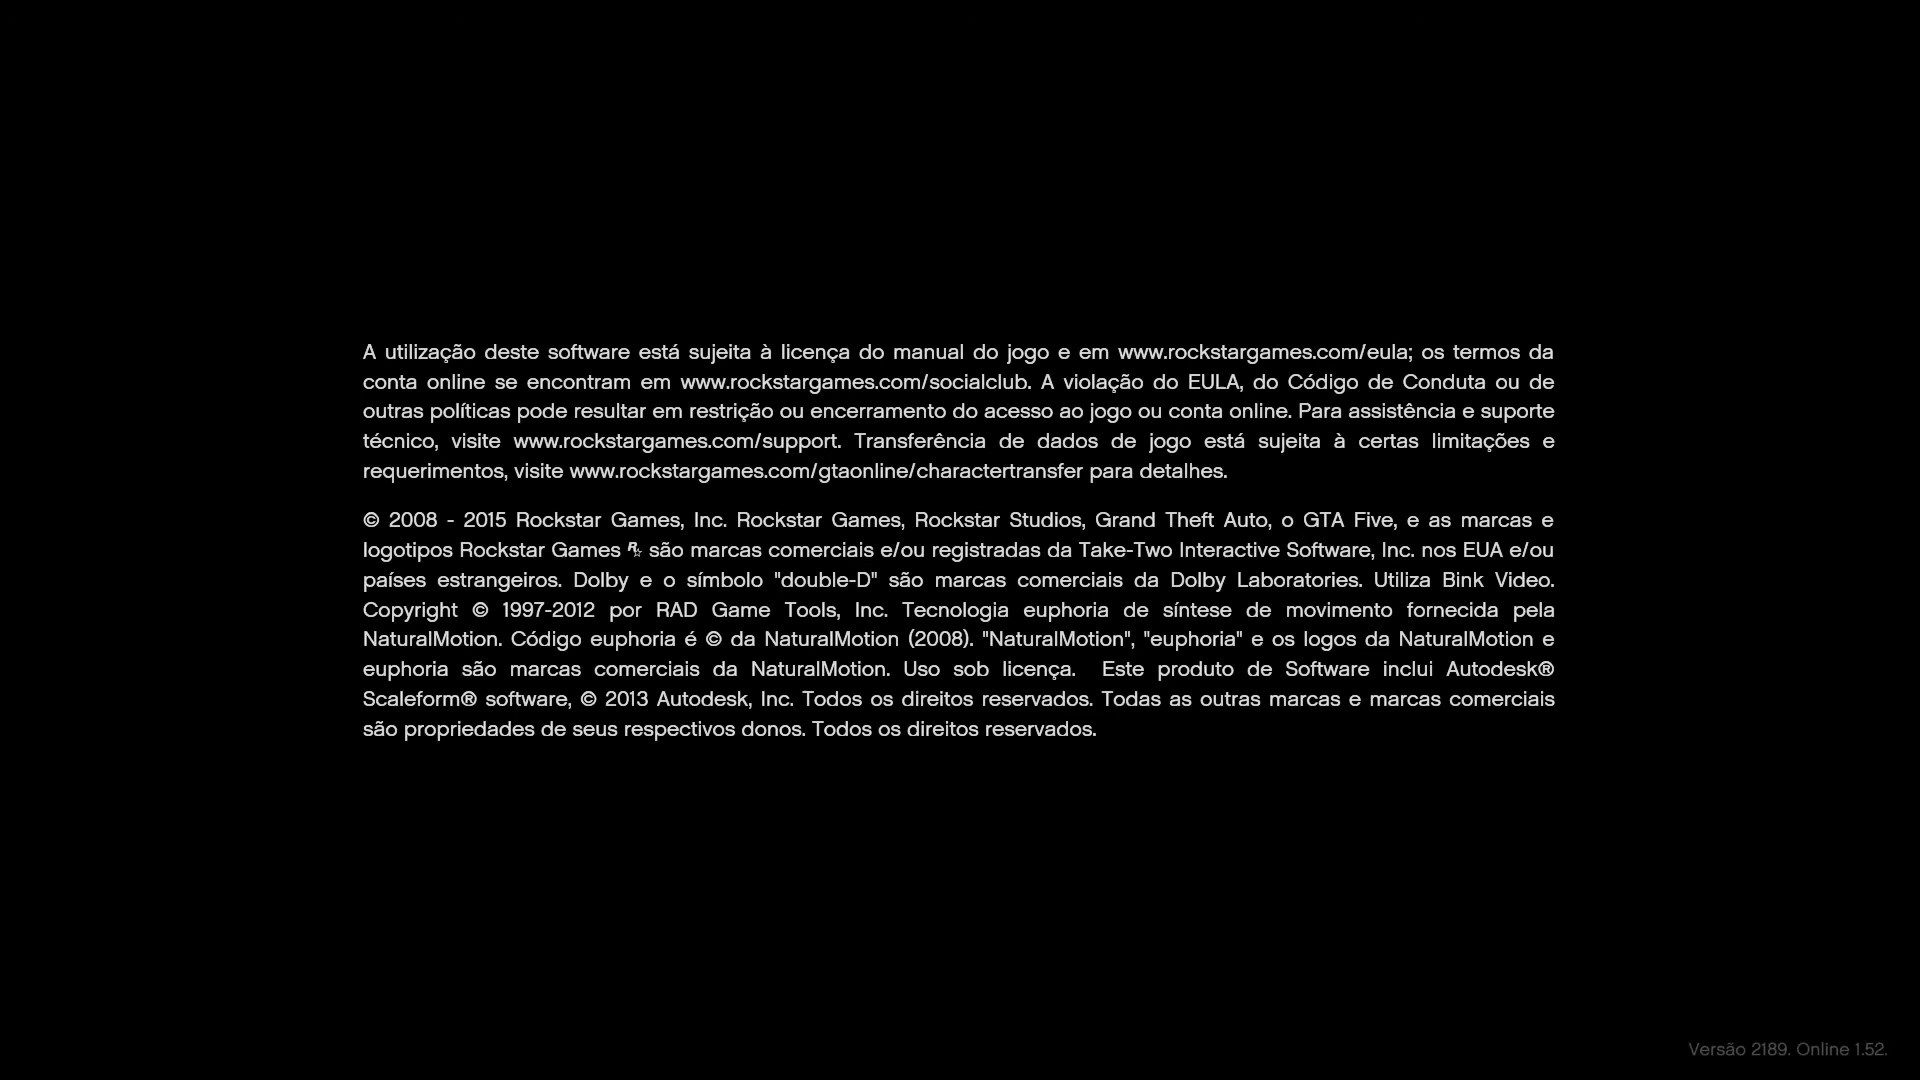 A utilização deste software está sujeita à licença do manual do jogo e em www.rockstargames.com/eula; os termos da
conta online se encontram em www.rockstargames.com/socialclub. A violação do EULA, do Código de Conduta ou de
outras políticas pode resultar em restrição ou encerramento do acesso ao jogo ou conta online. Para assistência e suporte
técnico, visite www.rockstargames.com/support. Transferência de dados de jogo está sujeita à certas limitações e
requerimentos, visite www.rockstargames.com/gtaonline/charactertransfer para detalhes.
© 2008 - 2015 Rockstar Games, Inc. Rockstar Games, Rockstar Studios, Grand Theft Auto, o GTA Five, e as marcas e
logotipos Rockstar Games R☆ são marcas comerciais e/ou registradas da Take-Two Interactive Software, Inc. nos EUA e/ou
países estrangeiros. Dolby e o símbolo "double-D" são marcas comerciais da Dolby Laboratories. Utiliza Bink Video.
Copyright © 1997-2012 por RAD Game Tools, Inc. Tecnologia euphoria de síntese de movimento fornecida pela
NaturalMotion. Código euphoria é © da NaturalMotion (2008). "NaturalMotion", "euphoria" e os logos da NaturalMotion e
euphoria são marcas comerciais da NaturalMotion. Uso sob licença. Este produto de Software inclui Autodesk®
Scaleform® software, © 2013 Autodesk, Inc. Todos os direitos reservados. Todas as outras marcas e marcas comerciais
são propriedades de seus respectivos donos. Todos os direitos reservados.
Versão 2189. Online 1.52.